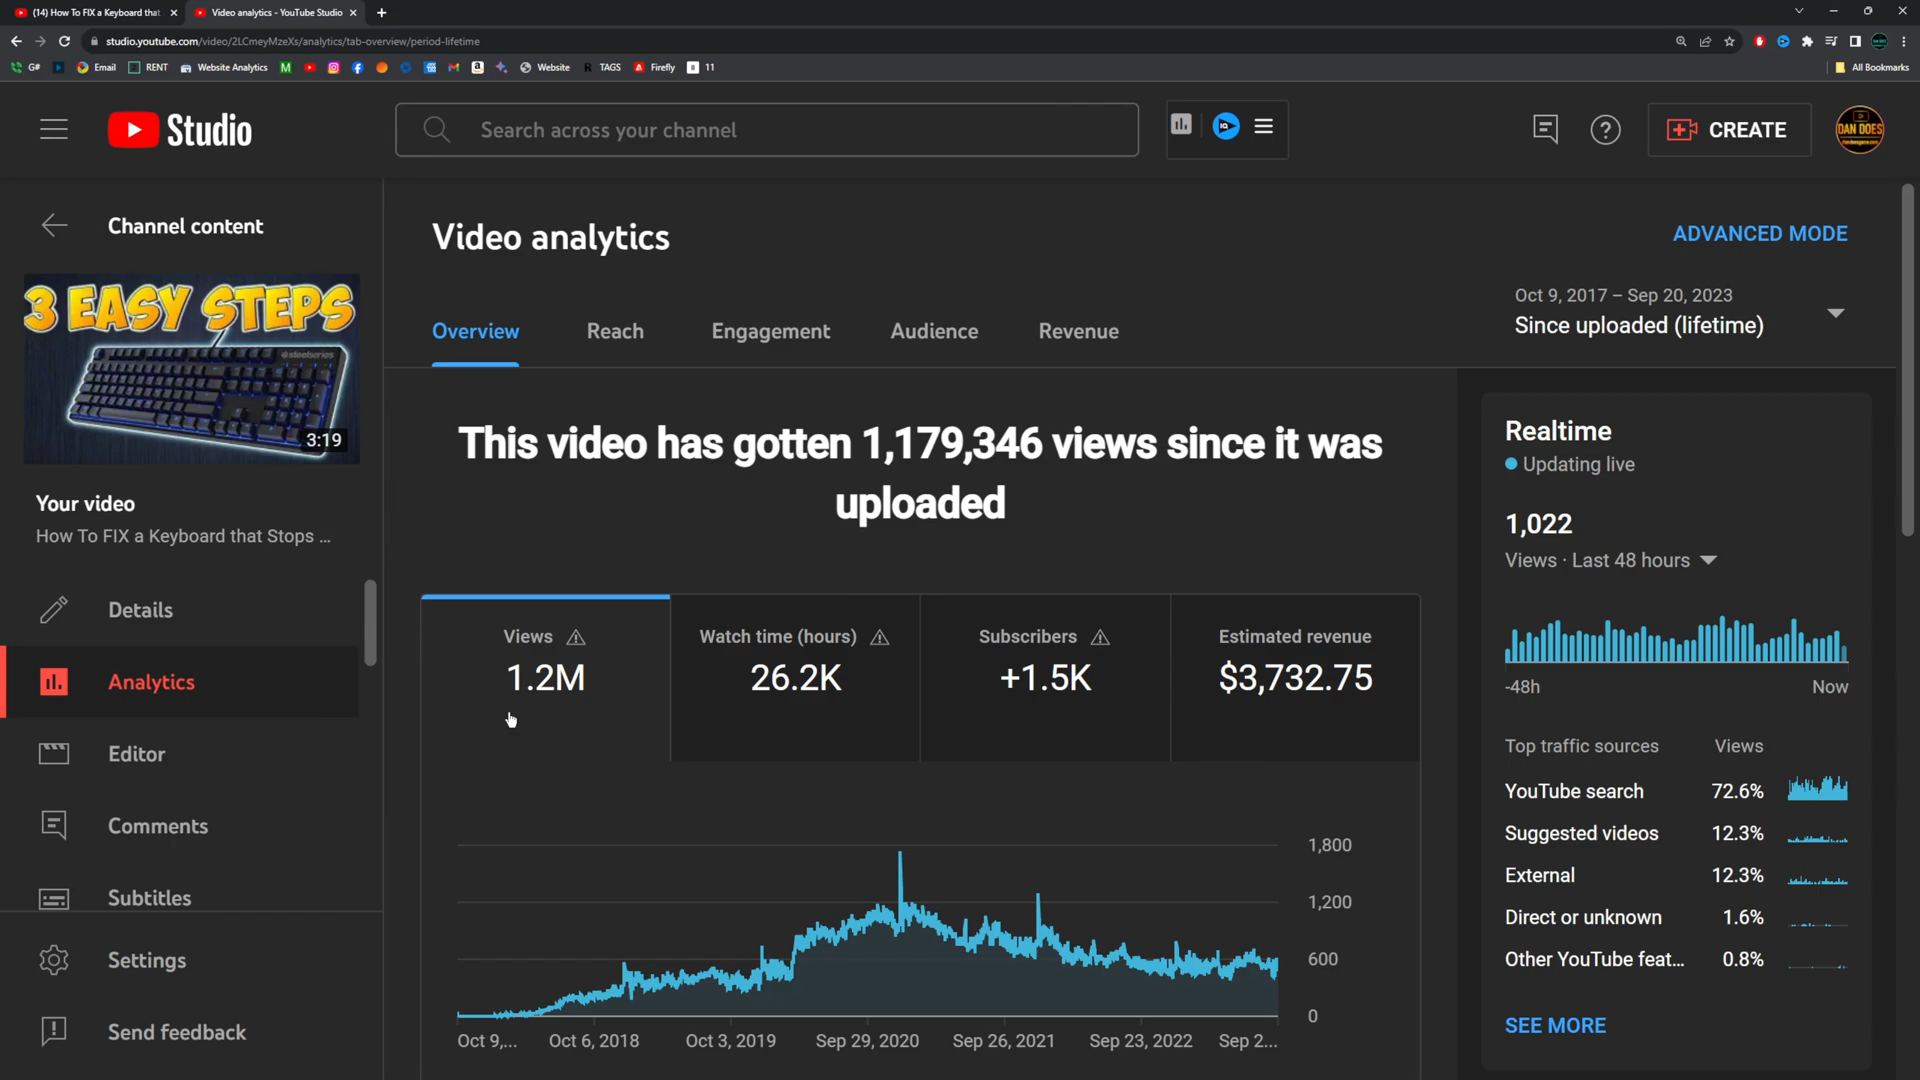 (14) How To FIX a Keyboard that
Video analytics - YouTube Studio
studio.youtube.com/video/2LCmeyMzeXs/analytics/tab-overview/period-lifetime
G#
Email
RENT
Website Analytics
M
Website
TAGS
Firefly
11
All Bookmarks
Studio
Search across your channel
IQ
CREATE
DAN DOES
Channel content
Video analytics
ADVANCED MODE
Oct 9, 2017 – Sep 20, 2023
Since uploaded (lifetime)
Overview
Reach
Engagement
Audience
Revenue
3 EASY STEPS
steelseries
3:19
Your video
How To FIX a Keyboard that Stops ...
Details
Analytics
Editor
Comments
Subtitles
Settings
Send feedback
This video has gotten 1,179,346 views since it was
uploaded
Views
1.2M
Watch time (hours)
26.2K
Subscribers
+1.5K
Estimated revenue
$3,732.75
1,800
1,200
600
0
Oct 9,...
Oct 6, 2018
Oct 3, 2019
Sep 29, 2020
Sep 26, 2021
Sep 23, 2022
Sep 2...
Realtime
Updating live
1,022
Views · Last 48 hours
-48h
Now
Top traffic sources
Views
YouTube search
72.6%
Suggested videos
12.3%
External
12.3%
Direct or unknown
1.6%
Other YouTube feat...
0.8%
SEE MORE